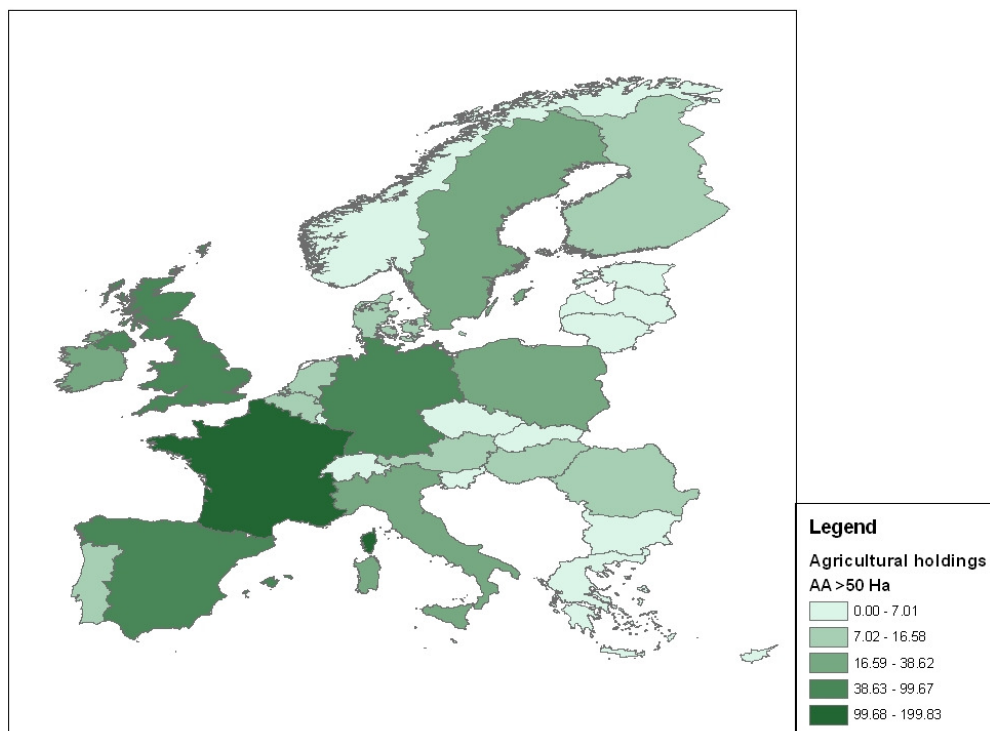 Legend
Agricultural holdings
AA >50 Ha
0.00 - 7.01
7.02 - 16.58
16.59 - 38.62
38.63 - 99.67
99.68 - 199.83